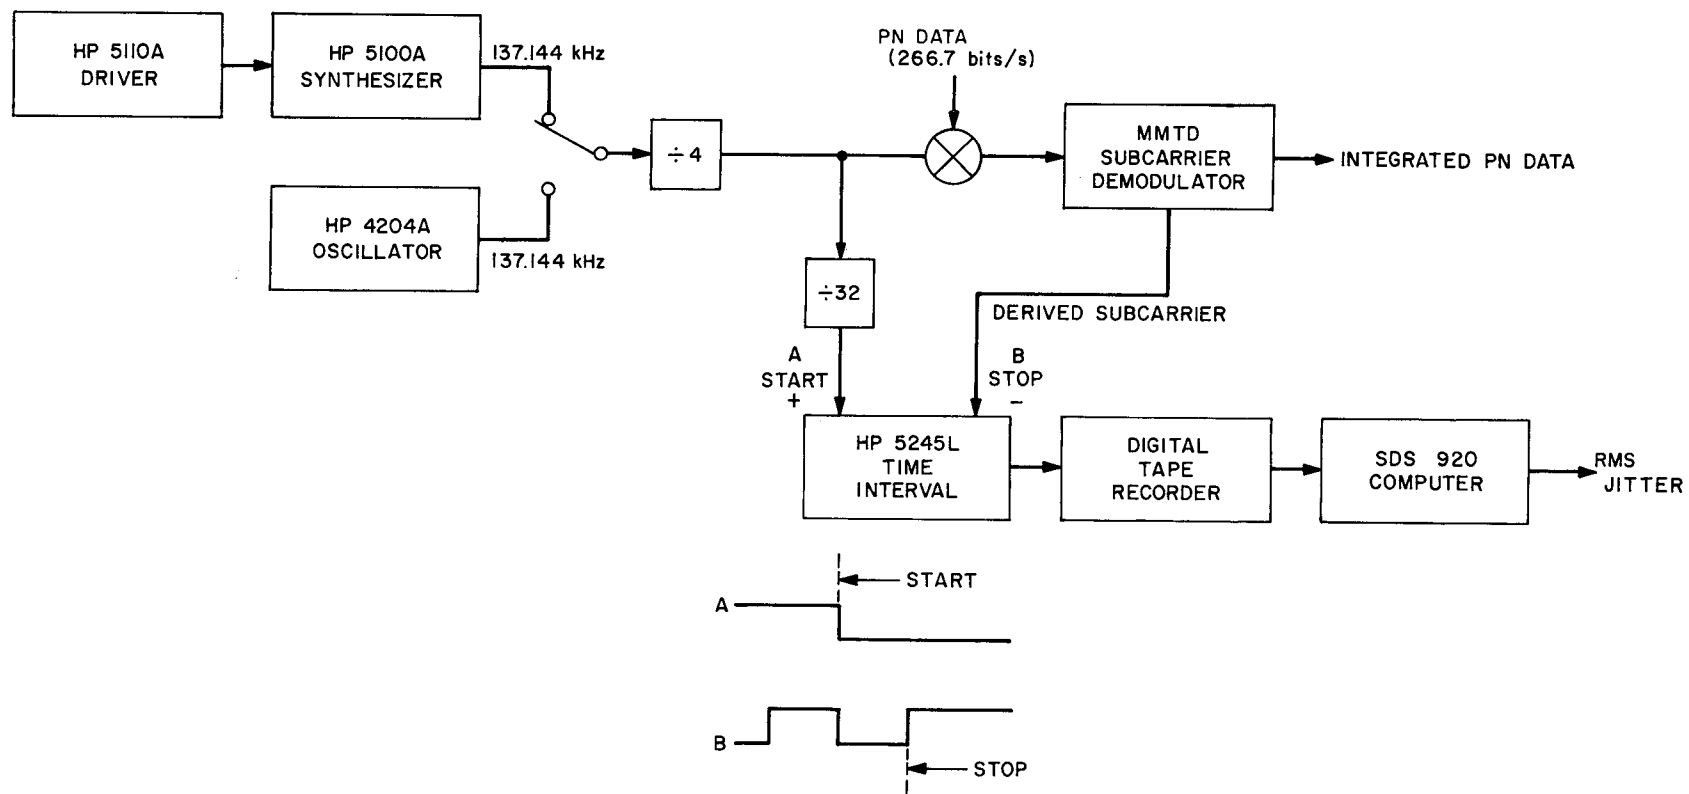 HP 5110A
DRIVER
HP 5100A
SYNTHESIZER
137.144 kHz
HP 4204A
OSCILLATOR
137.144 kHz
÷4
PN DATA
(266.7 bits/s)
MMTD
SUBCARRIER
DEMODULATOR
INTEGRATED PN DATA
÷32
DERIVED SUBCARRIER
A
START
+
B
STOP
−
HP 5245L
TIME
INTERVAL
DIGITAL
TAPE
RECORDER
SDS 920
COMPUTER
RMS
JITTER
START
A
B
STOP